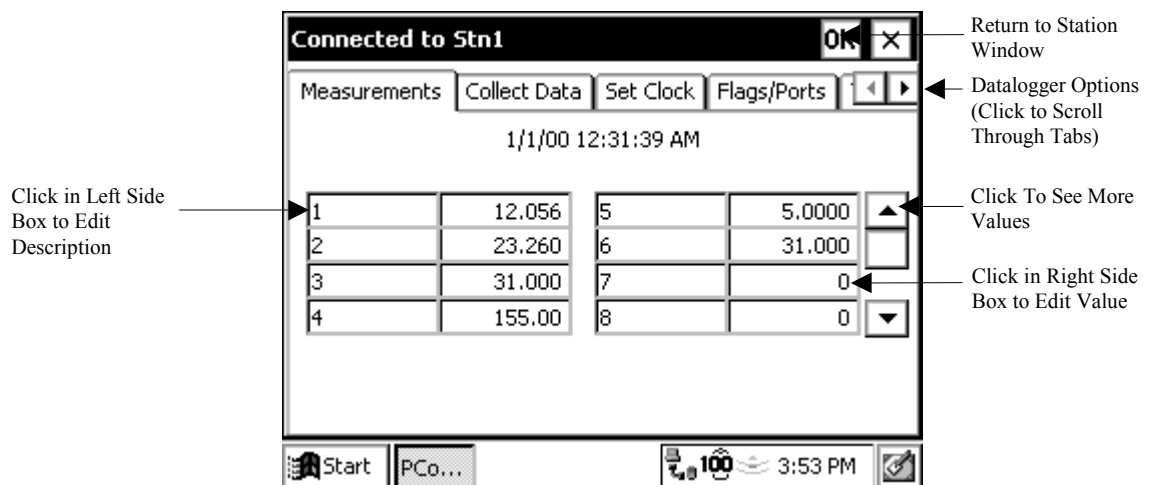 Connected to Stn1 OK ×
Return to Station
Window
Measurements Collect Data Set Clock Flags/Ports
Datalogger Options
(Click to Scroll
Through Tabs)
1/1/00 12:31:39 AM
Click in Left Side
Box to Edit
Description
1 12.056 5 5.0000
2 23.260 6 31.000
3 31.000 7 0
4 155.00 8 0
Click To See More
Values
Click in Right Side
Box to Edit Value
Start PCo... 100 3:53 PM